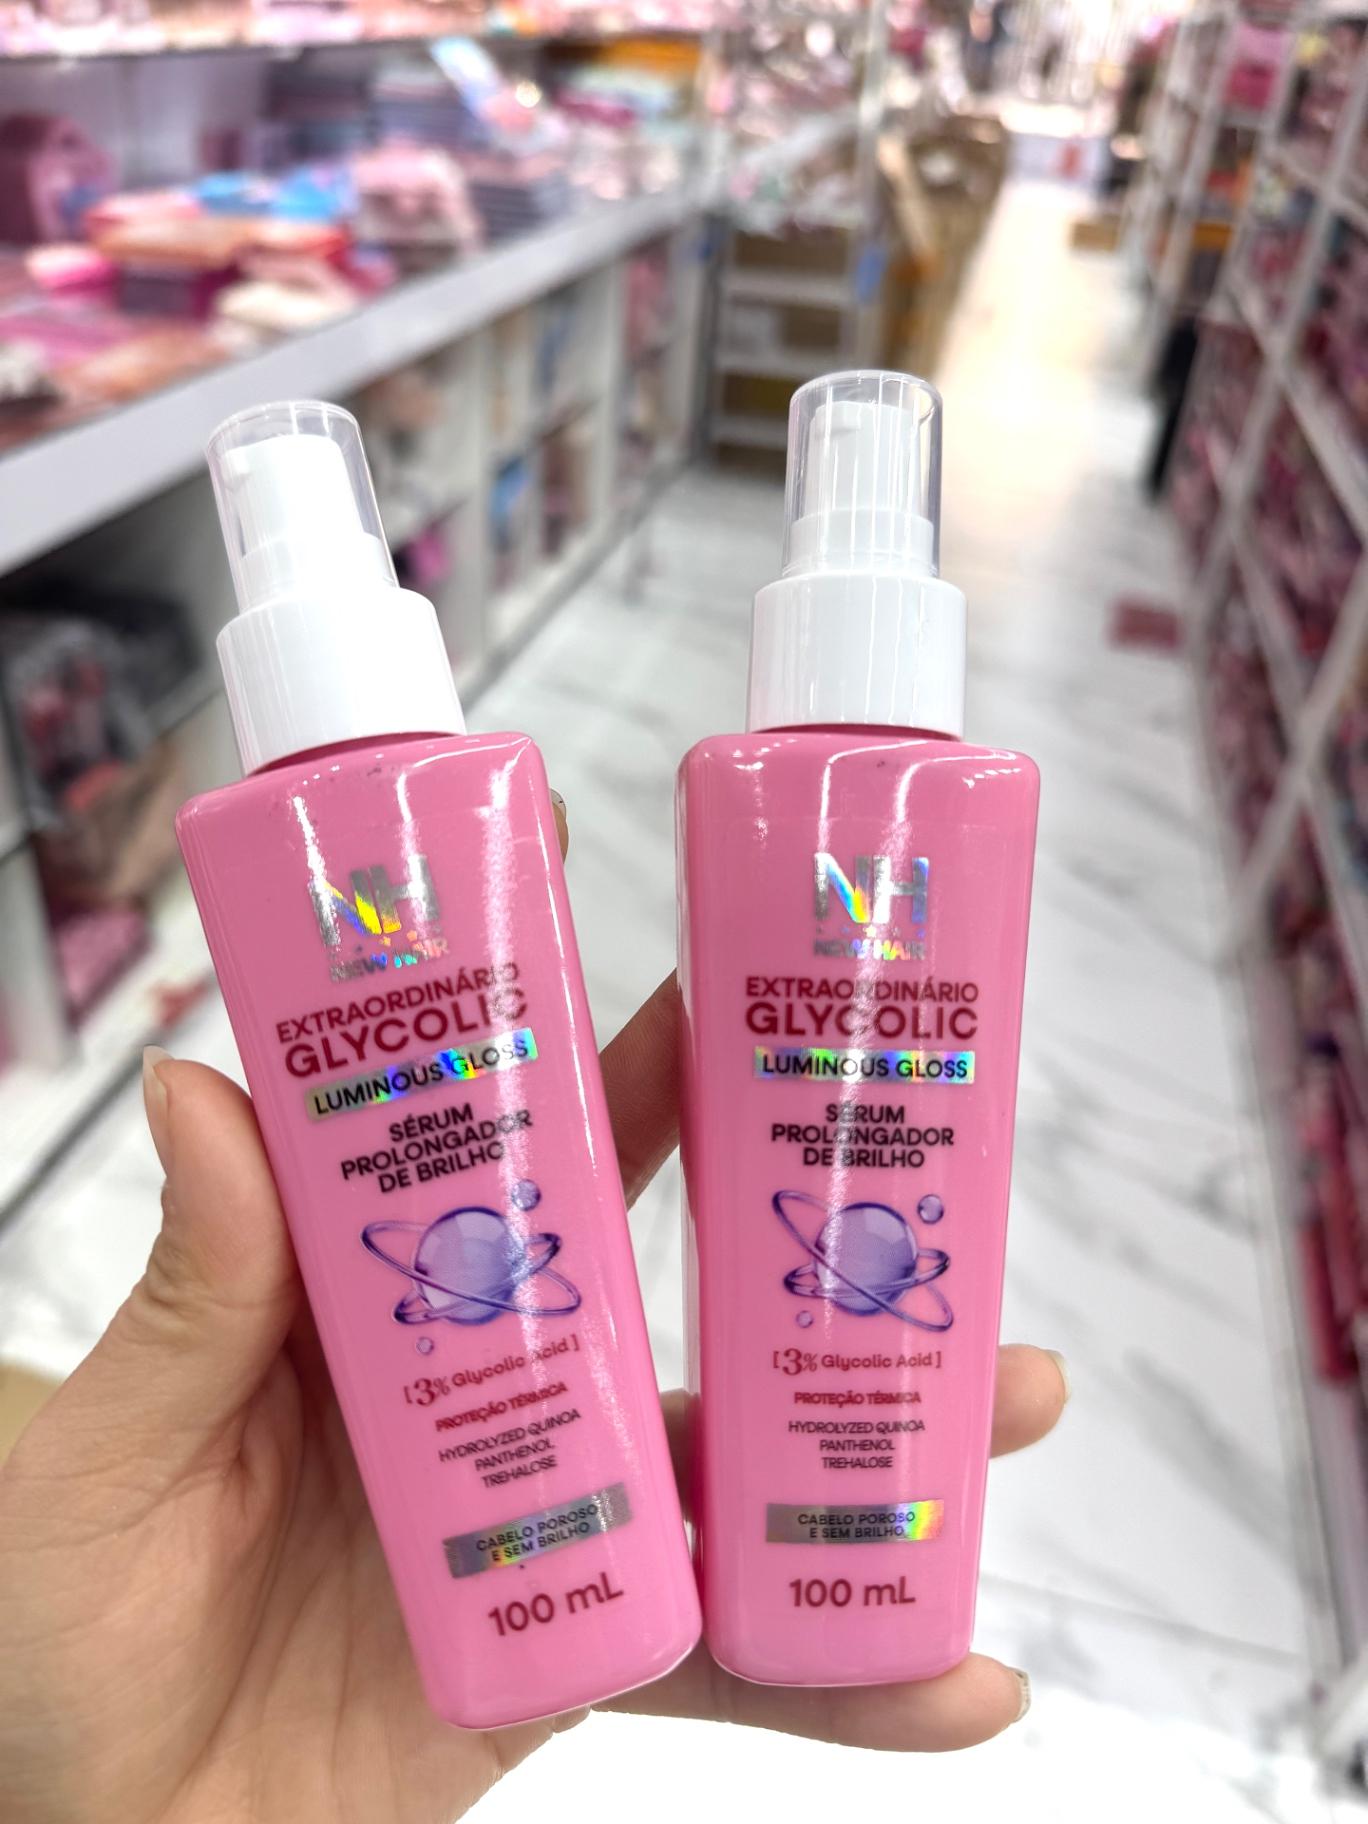 NH
NEW HAIR
EXTRAORDINÁRIO
GLYCOLIC
LUMINOUS GLOSS
SÉRUM
PROLONGADOR
DE BRILHO
[3% Glycolic Acid]
PROTEÇÃO TÉRMICA
HYDROLYZED QUINOA
PANTHENOL
TREHALOSE
CABELO POROSO
E SEM BRILHO
100 mL
NH
NEW HAIR
EXTRAORDINÁRIO
GLYCOLIC
LUMINOUS GLOSS
SÉRUM
PROLONGADOR
DE BRILHO
[3% Glycolic Acid]
PROTEÇÃO TÉRMICA
HYDROLYZED QUINOA
PANTHENOL
TREHALOSE
CABELO POROSO
E SEM BRILHO
100 mL